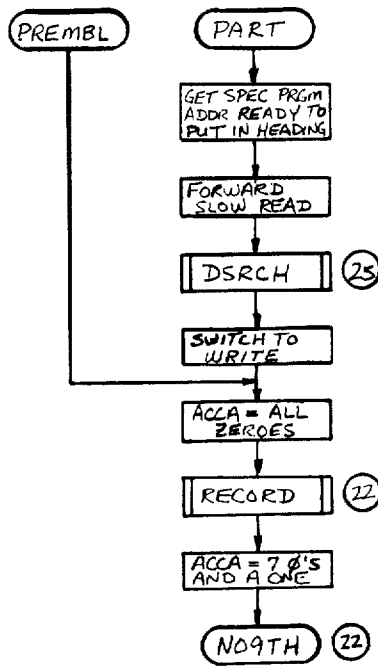 PREMBL
PART
GET SPEC PRGM
ADDR READY TO
PUT IN HEADING
FORWARD
SLOW READ
DSRCH
25
SWITCH TO
WRITE
ACCA = ALL
ZEROES
RECORD
22
ACCA = 7 Ø'S
AND A ONE
NO9TH
22